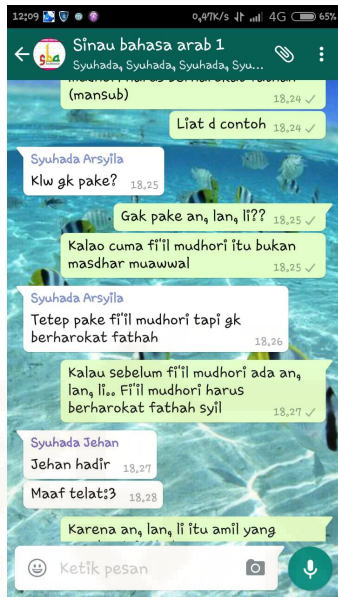 12:09
0,47K/s 4G 65%
Sinau bahasa arab 1
Syuhada, Syuhada, Syuhada, Syu...
mudhori harus berharokat fathah
(mansub)
18.24
Liat d contoh 18.24
Syuhada Arsyila
Klw gk pake? 18.25
Gak pake an, lan, li?? 18.25
Kalao cuma fi'il mudhori itu bukan
masdhar muawwal
18.25
Syuhada Arsyila
Tetep pake fi'il mudhori tapi gk
berharokat fathah
18.26
Kalau sebelum fi'il mudhori ada an,
lan, li.. Fi'il mudhori harus
berharokat fathah syil
18.27
Syuhada Jehan
Jehan hadir 18.27
Maaf telat:3 18.28
Karena an, lan, li itu amil yang
Ketik pesan